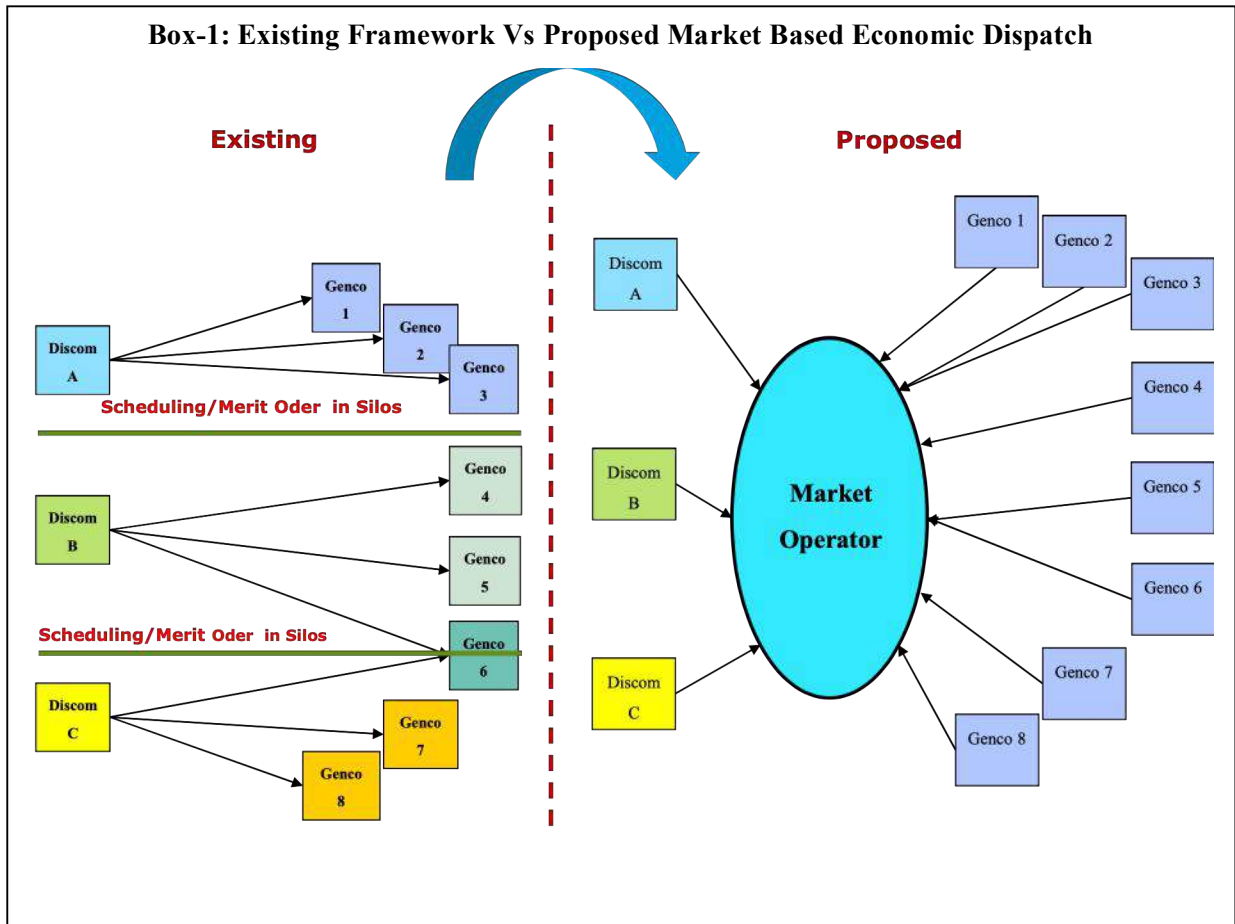 Box-1: Existing Framework Vs Proposed Market Based Economic Dispatch
Existing
Genco
1
Genco
2
Genco
3
Discom
A
Scheduling/Merit Oder in Silos
Genco
4
Discom
B
Genco
5
Scheduling/Merit Oder in Silos
Genco
6
Discom
C
Genco
7
Genco
8
Proposed
Discom
A
Discom
B
Discom
C
Market
Operator
Genco 1
Genco 2
Genco 3
Genco 4
Genco 5
Genco 6
Genco 7
Genco 8